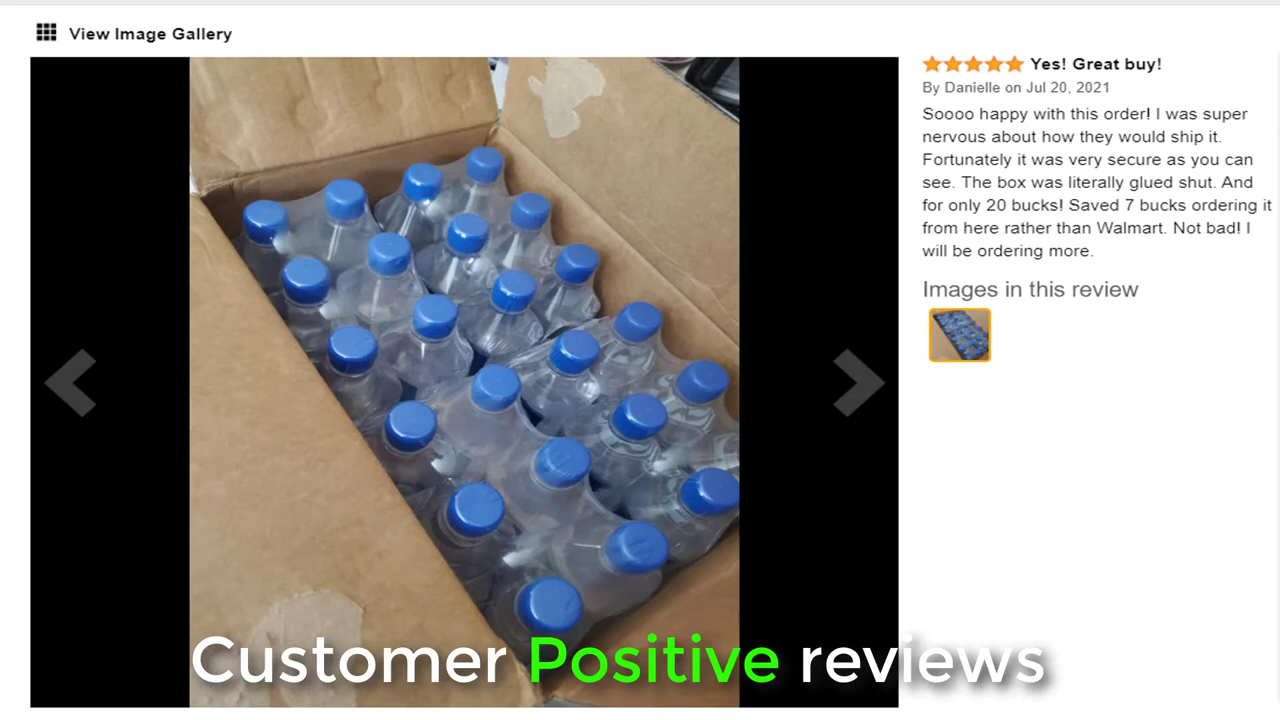 View Image Gallery
Yes! Great buy!
By Danielle on Jul 20, 2021
Soooo happy with this order! I was super
nervous about how they would ship it.
Fortunately it was very secure as you can
see. The box was literally glued shut. And
for only 20 bucks! Saved 7 bucks ordering it
from here rather than Walmart. Not bad! I
will be ordering more.
Images in this review
Customer Positive reviews